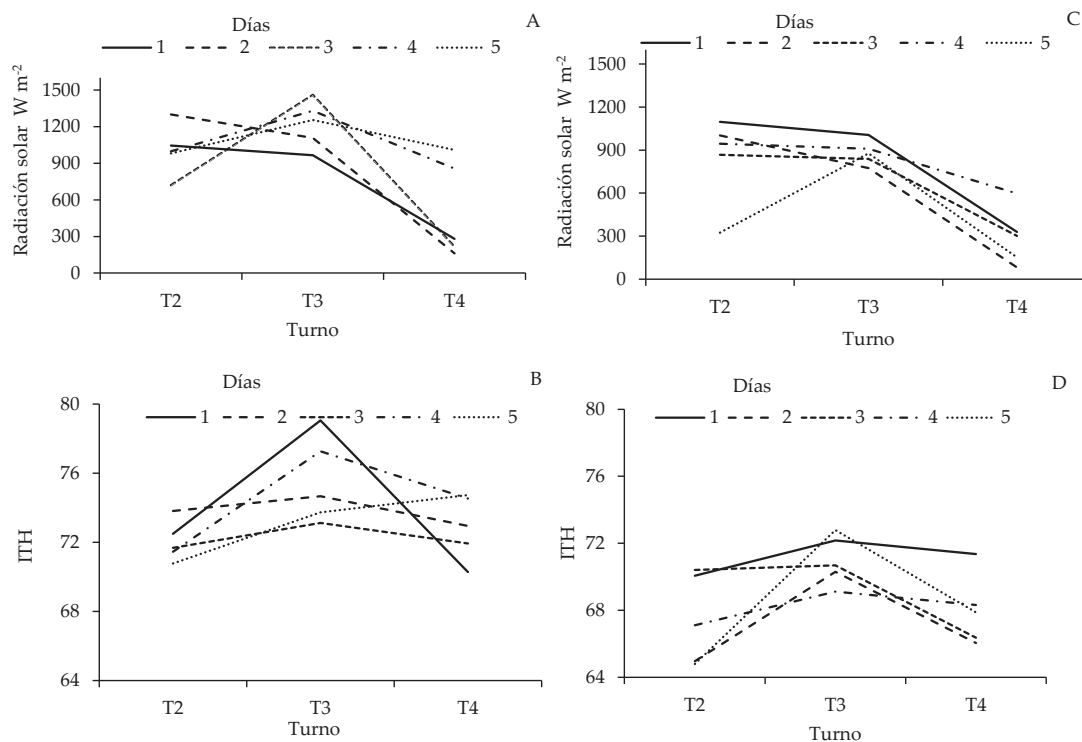 A
Días
1 2 3 4 5
Radiación solar W m-2
1500
1200
900
600
300
0
T2 T3 T4
Turno
C
Días
1 2 3 4 5
Radiación solar W m-2
1500
1200
900
600
300
0
T2 T3 T4
Turno
B
Días
1 2 3 4 5
ITH
80
76
72
68
64
T2 T3 T4
Turno
D
Días
1 2 3 4 5
ITH
80
76
72
68
64
T2 T3 T4
Turno